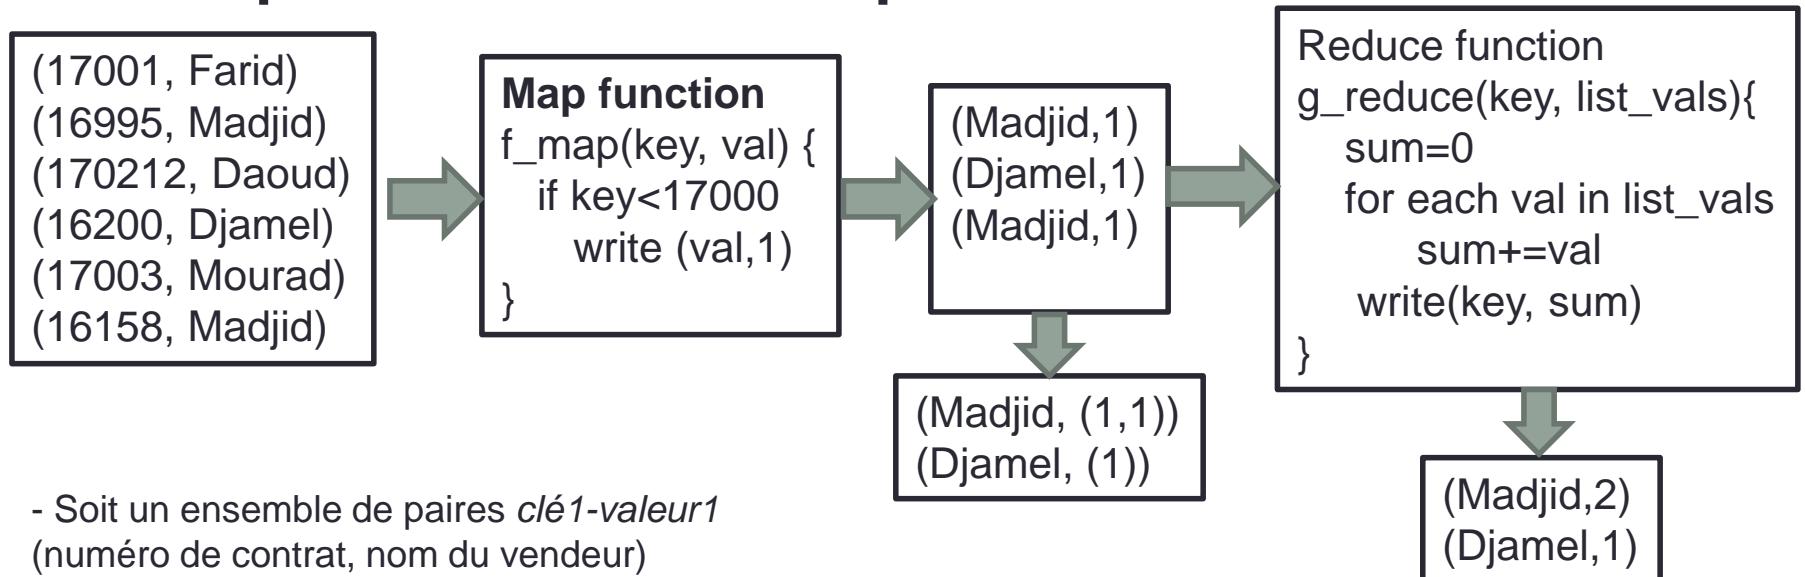 (17001, Farid)
(16995, Madjid)
(170212, Daoud)
(16200, Djamel)
(17003, Mourad)
(16158, Madjid)
Map function
f_map(key, val) {
if key<17000
write (val,1)
}
(Madjid,1)
(Djamel,1)
(Madjid,1)
Reduce function
g_reduce(key, list_vals){
sum=0
for each val in list_vals
sum+=val
write(key, sum)
}
(Madjid, (1,1))
(Djamel, (1))
(Madjid,2)
(Djamel,1)
- Soit un ensemble de paires clé1-valeur1
(numéro de contrat, nom du vendeur)